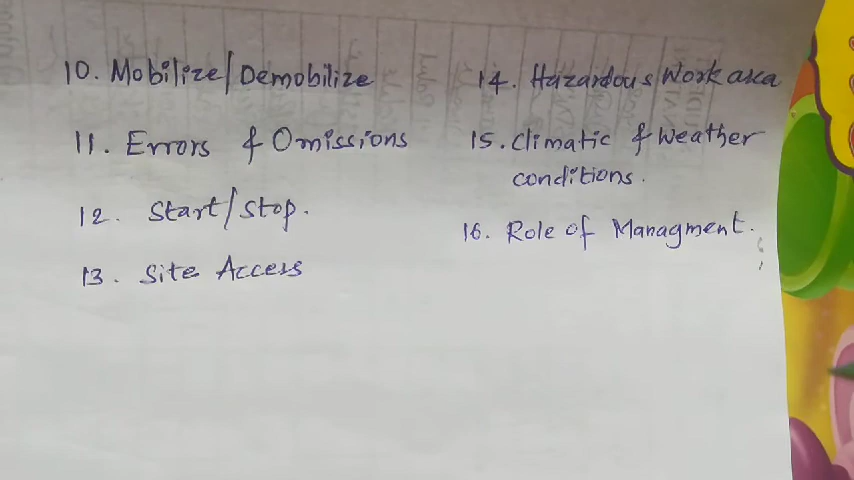 10. Mobilize/Demobilize
11. Errors & Omissions
12. Start/Stop.
13. Site Access
14. Hazardous Work area
15. Climatic & Weather
conditions.
16. Role of Managment.